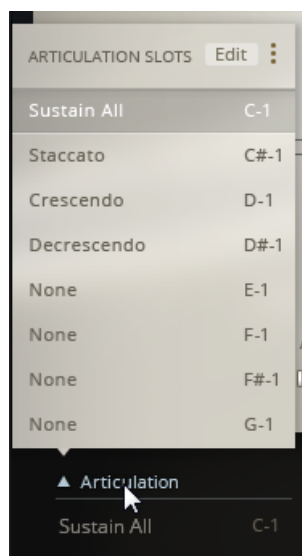 ARTICULATION SLOTS Edit
Sustain All C-1
Staccato C#-1
Crescendo D-1
Decrescendo D#-1
None E-1
None F-1
None F#-1
None G-1
▲ Articulation
Sustain All C-1